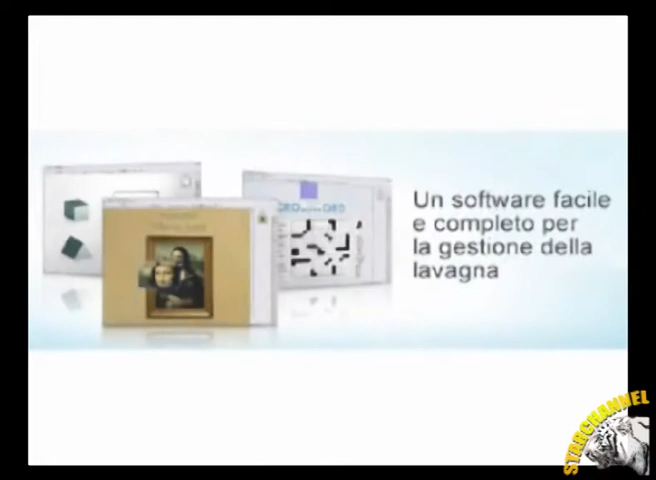 Un software facile
e completo per
la gestione della
lavagna
STARCHANNEL